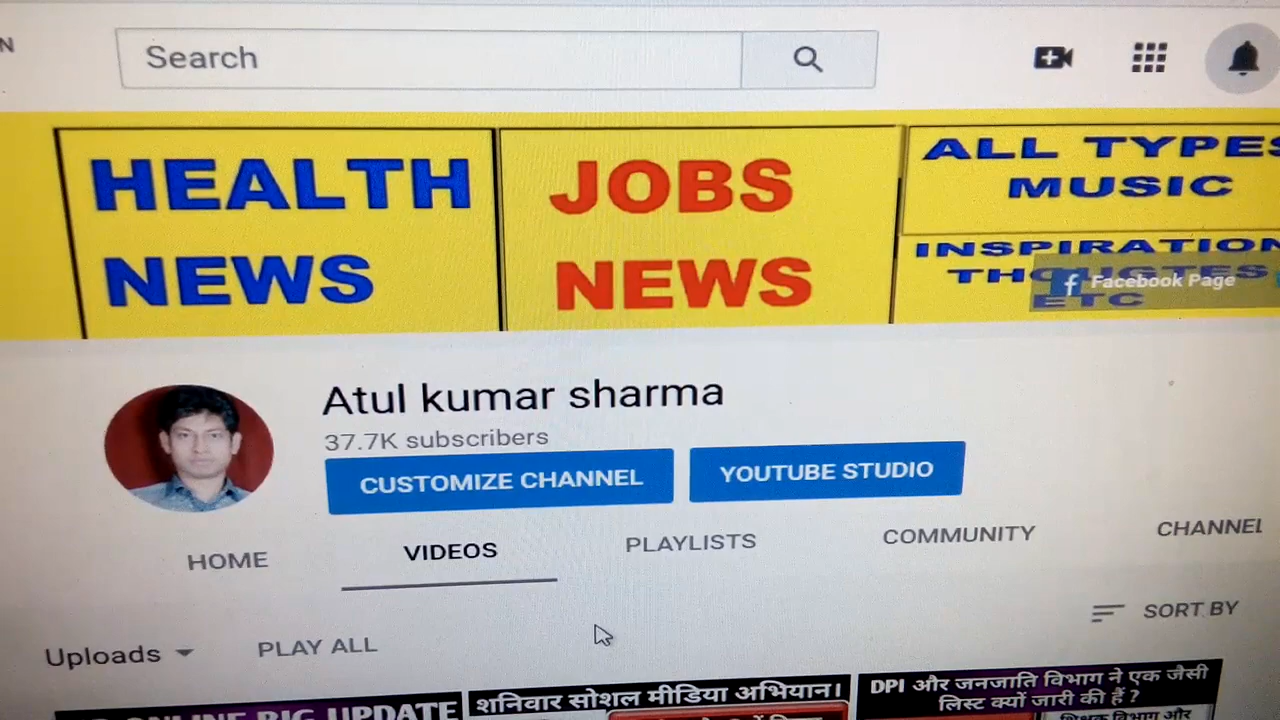 N
Search
HEALTH
NEWS
JOBS
NEWS
ALL TYPES
MUSIC
INSPIRATION
Facebook Page
ETC
Atul kumar sharma
37.7K subscribers
CUSTOMIZE CHANNEL
YOUTUBE STUDIO
HOME
VIDEOS
PLAYLISTS
COMMUNITY
CHANNEL
SORT BY
Uploads
PLAY ALL
ONLINE BIG UPDATE
शनिवार सोशल मीडिया अभियान।
DPI और जनजाति विभाग ने एक जैसी
लिस्ट क्यों जारी की हैं ?